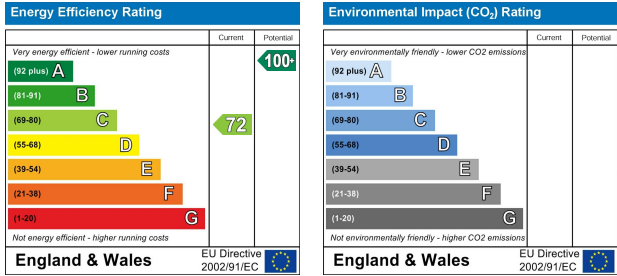 Energy Efficiency Rating
Current Potential
Very energy efficient - lower running costs
(92 plus) A
100+
(81-91) B
(69-80) C
72
(55-68) D
(39-54) E
(21-38) F
(1-20) G
Not energy efficient - higher running costs
England & Wales
EU Directive
2002/91/EC
Environmental Impact (CO2) Rating
Current Potential
Very environmentally friendly - lower CO2 emissions
(92 plus) A
(81-91) B
(69-80) C
(55-68) D
(39-54) E
(21-38) F
(1-20) G
Not environmentally friendly - higher CO2 emissions
England & Wales
EU Directive
2002/91/EC